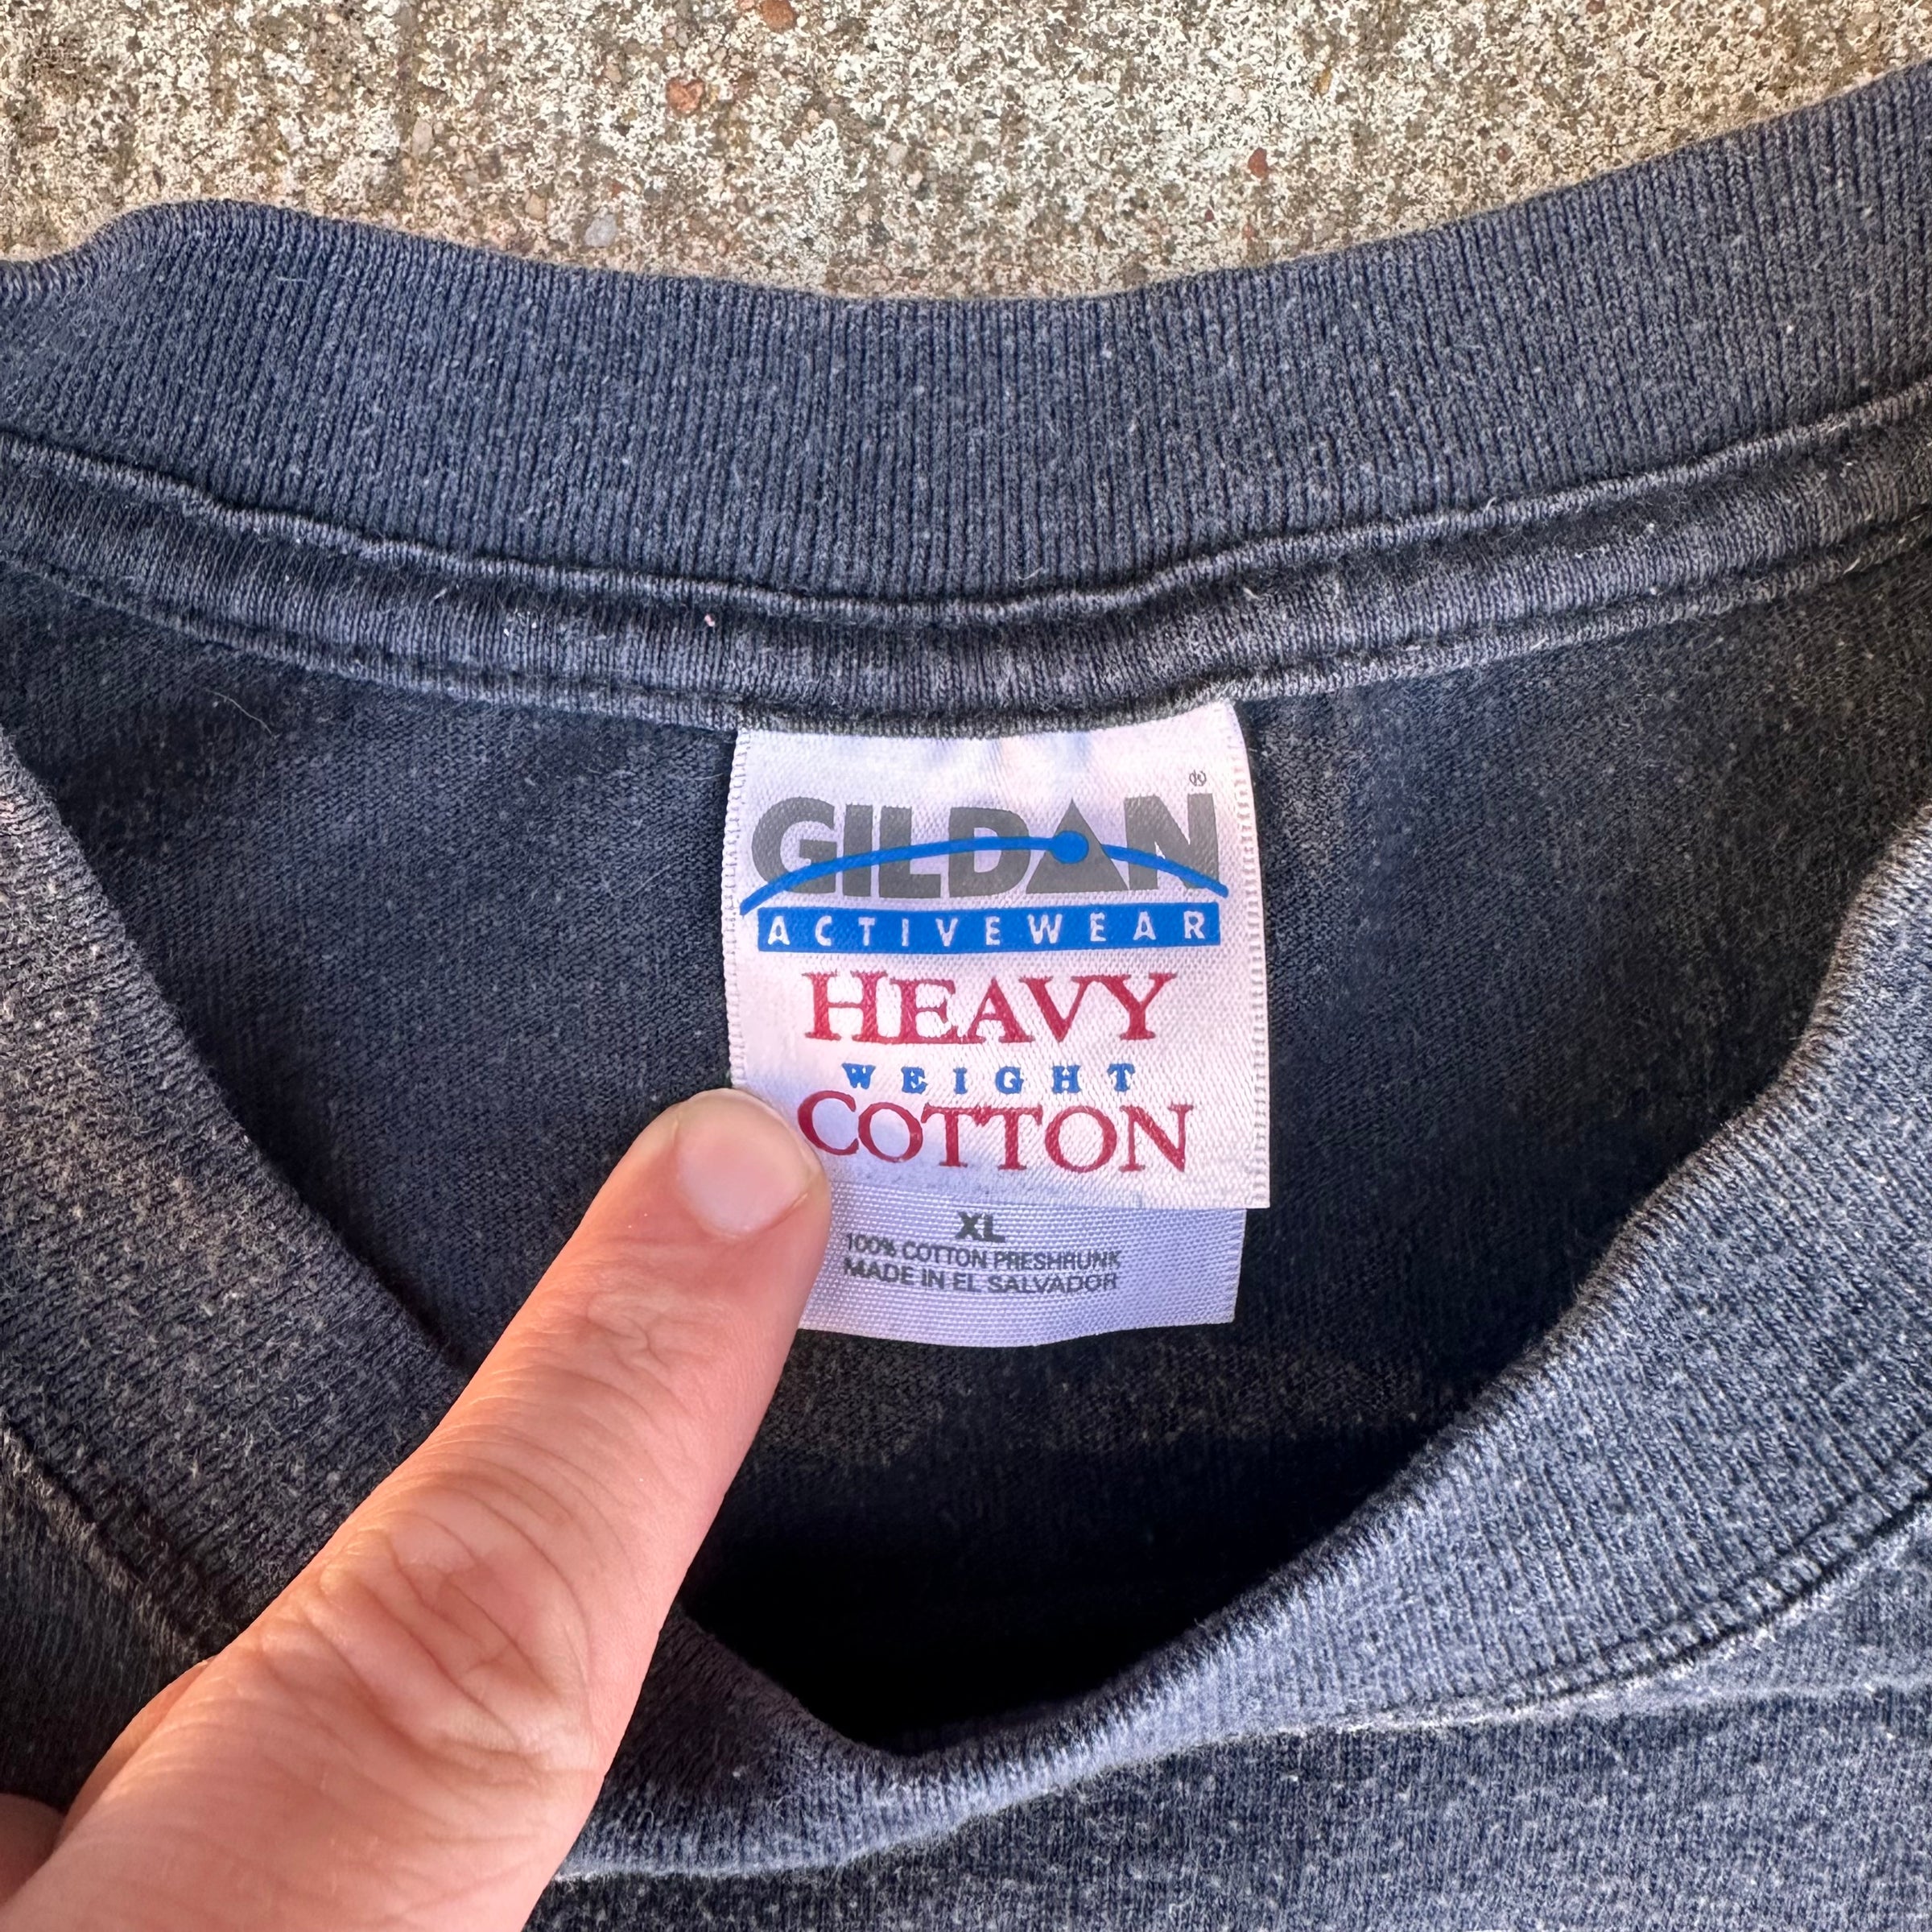 GILDAN®
ACTIVEWEAR
HEAVY
WEIGHT
COTTON
XL
100% COTTON PRESHRUNK
MADE IN EL SALVADOR